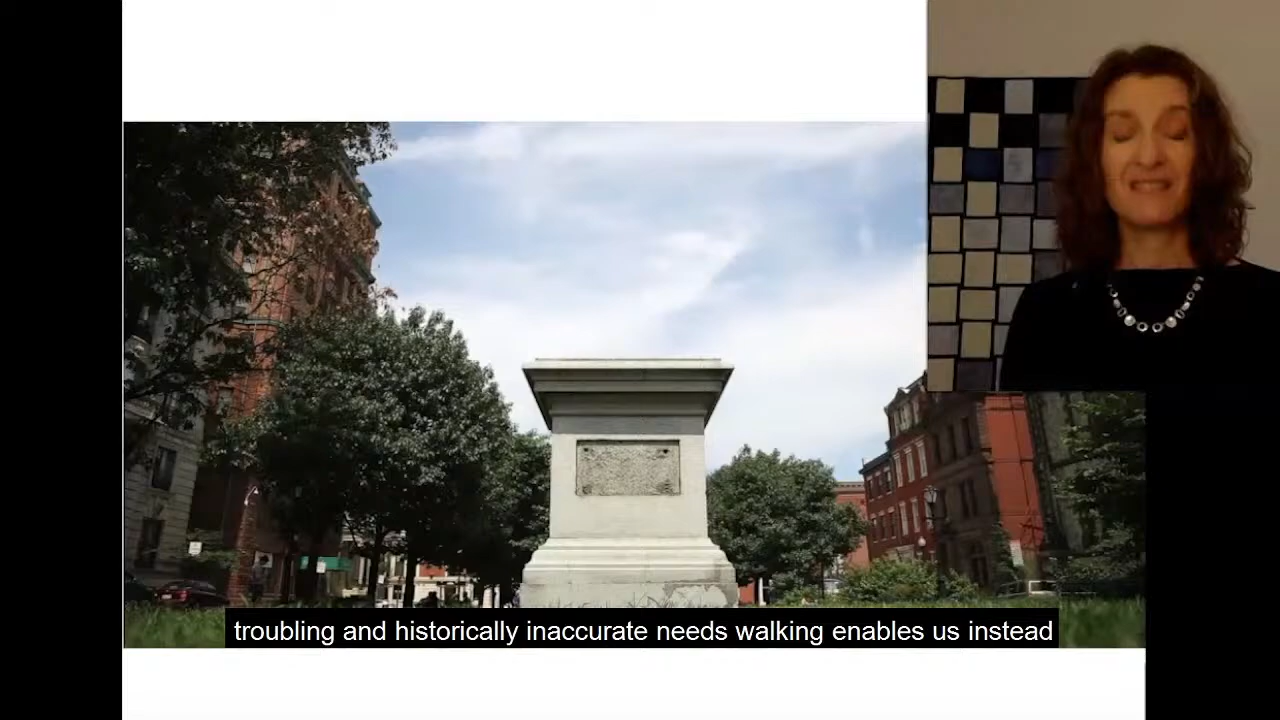 troubling and historically inaccurate needs walking enables us instead